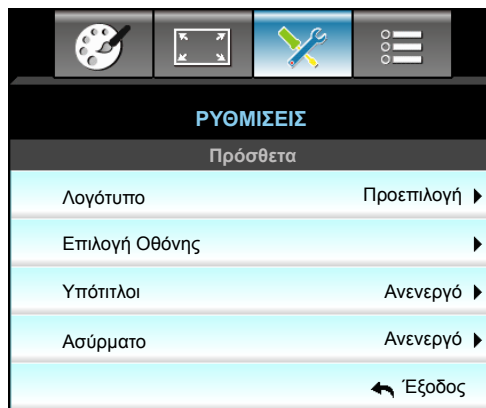 ΡΥΘΜΙΣΕΙΣ
Πρόσθετα
Λογότυπο Προεπιλογή
Επιλογή Οθόνης
Υπότιτλοι Ανενεργό
Ασύρματο Ανενεργό
Έξοδος